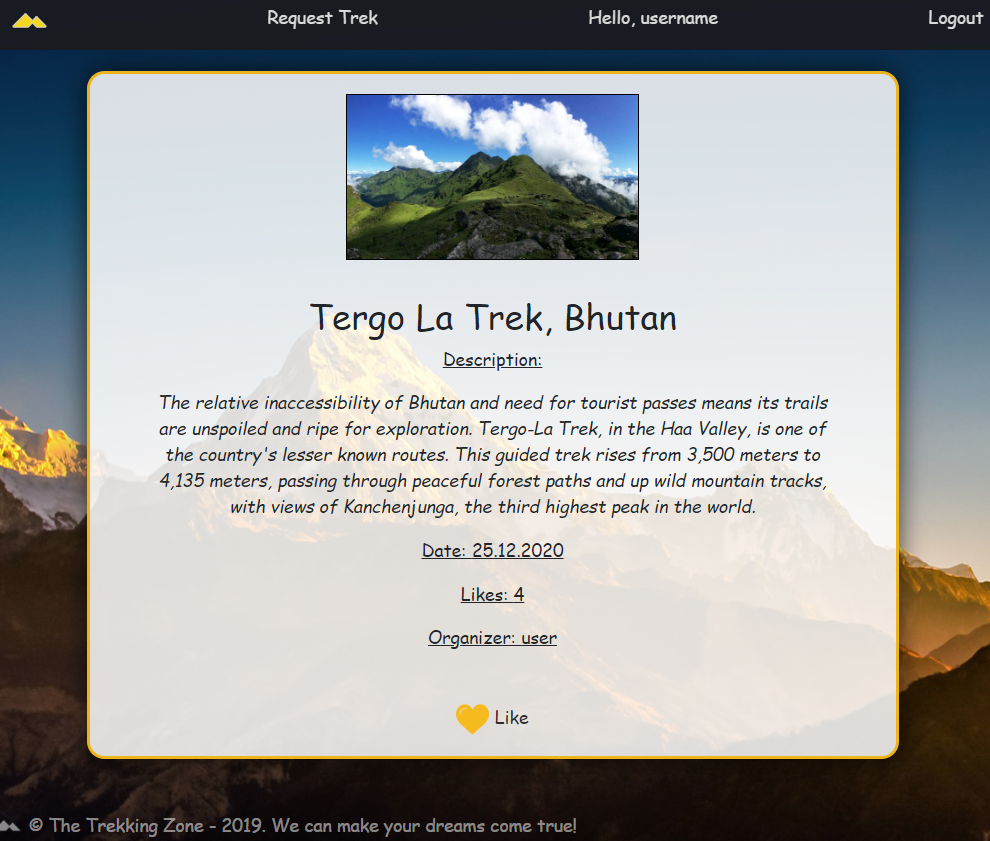 Request Trek
Hello, username
Logout
Tergo La Trek, Bhutan
Description:
The relative inaccessibility of Bhutan and need for tourist passes means its trails
are unspoiled and ripe for exploration. Tergo-La Trek, in the Haa Valley, is one of
the country's lesser known routes. This guided trek rises from 3,500 meters to
4,135 meters, passing through peaceful forest paths and up wild mountain tracks,
with views of Kanchenjunga, the third highest peak in the world.
Date: 25.12.2020
Likes: 4
Organizer: user
Like
© The Trekking Zone - 2019. We can make your dreams come true!